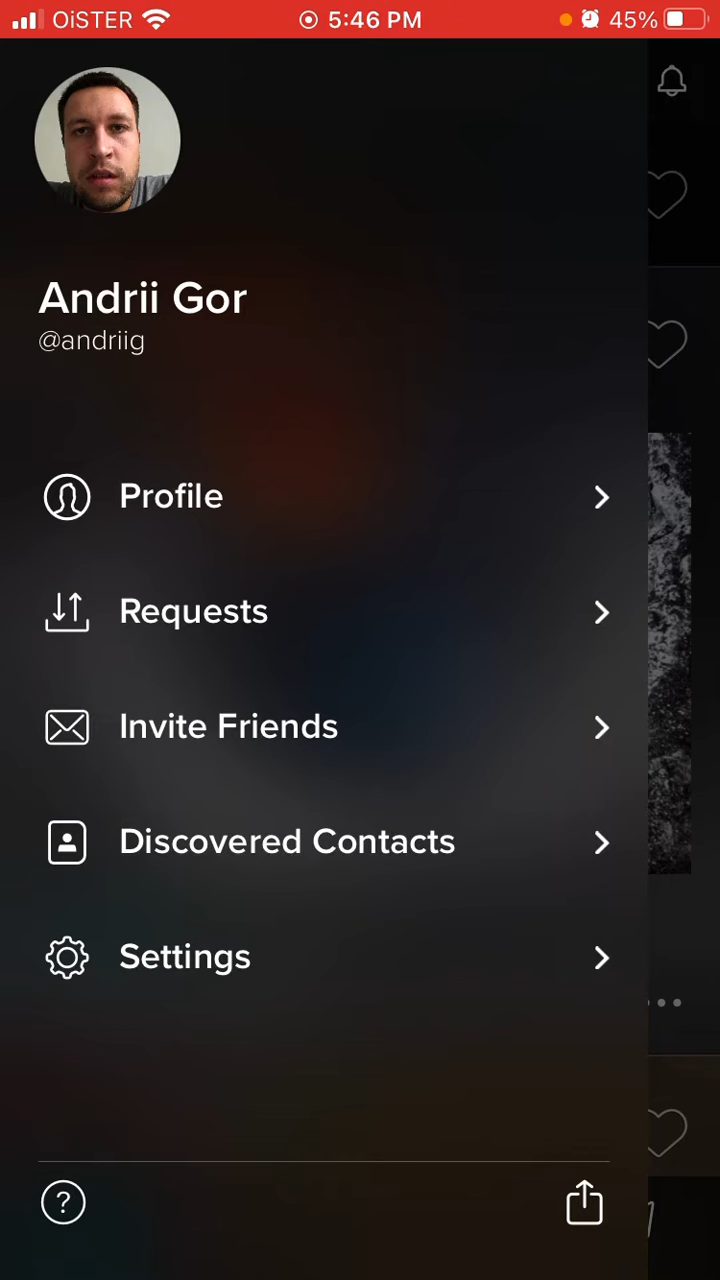 OiSTER 5:46 PM 45%
Andrii Gor
@andriig
Profile
Requests
Invite Friends
Discovered Contacts
Settings
?